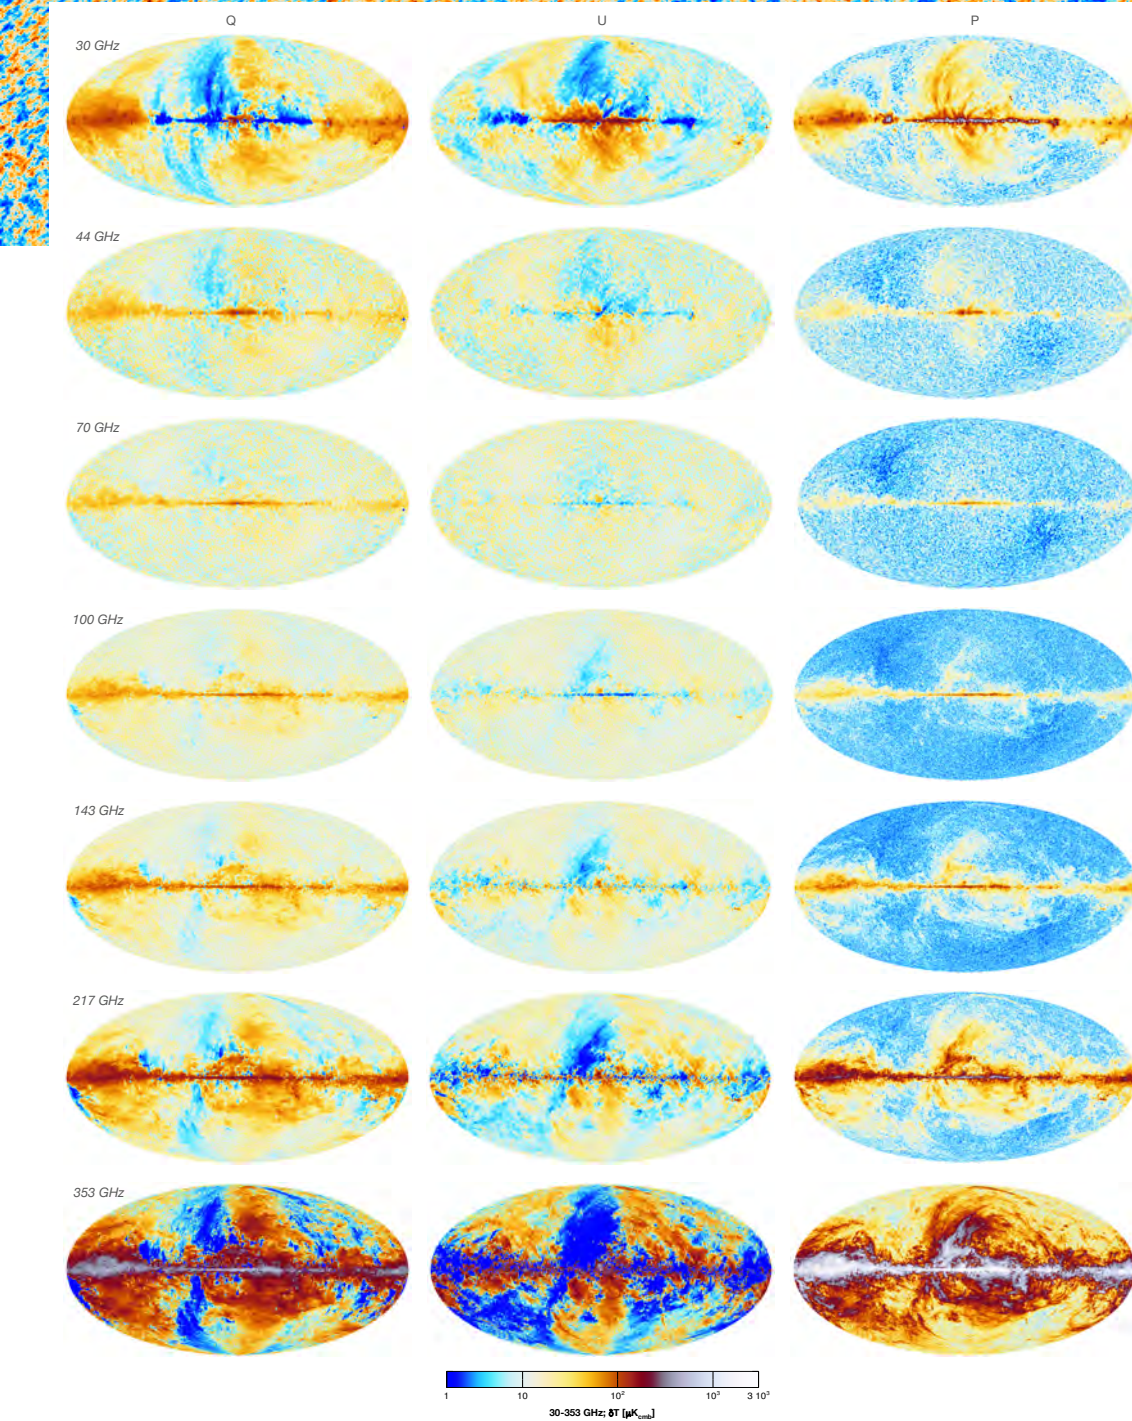 Q U P
30 GHz
44 GHz
70 GHz
100 GHz
143 GHz
217 GHz
353 GHz
1 10 10² 10³ 3 10³
30-353 GHz; δT [μK_cmb]